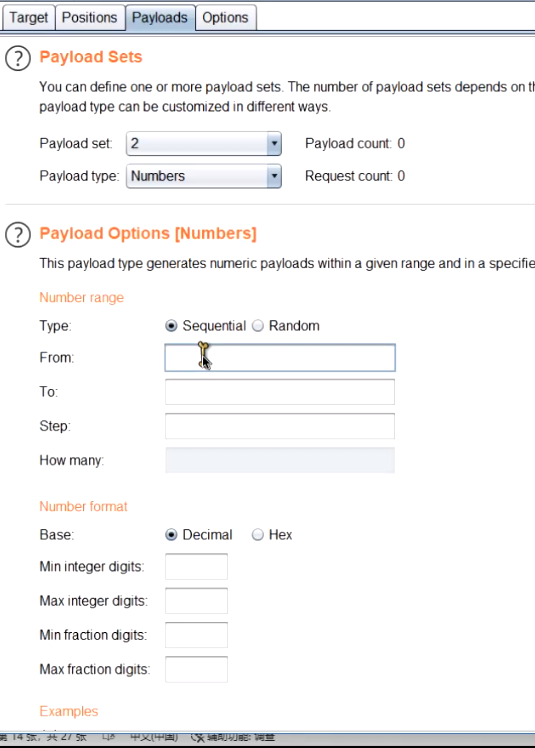 Target Positions Payloads Options
? Payload Sets
You can define one or more payload sets. The number of payload sets depends on th
payload type can be customized in different ways.
Payload set: 2 Payload count: 0
Payload type: Numbers Request count: 0
? Payload Options [Numbers]
This payload type generates numeric payloads within a given range and in a specifie
Number range
Type: Sequential Random
From:
To:
Step:
How many:
Number format
Base: Decimal Hex
Min integer digits:
Max integer digits:
Min fraction digits:
Max fraction digits:
Examples
第 14 张，共 27 张 中文(中国) 辅助功能: 调查